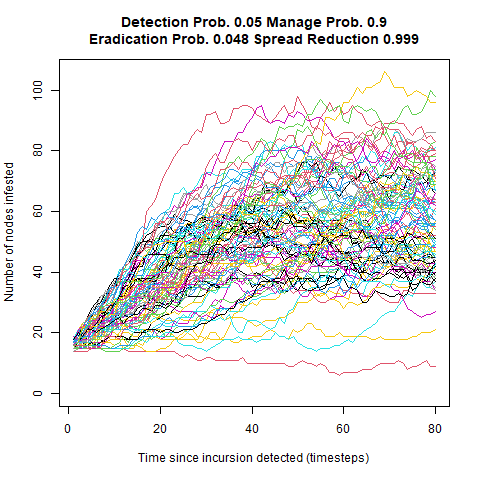 Detection Prob. 0.05 Manage Prob. 0.9
Eradication Prob. 0.048 Spread Reduction 0.999
Number of nodes infested
100
80
60
40
20
0
0 20 40 60 80
Time since incursion detected (timesteps)